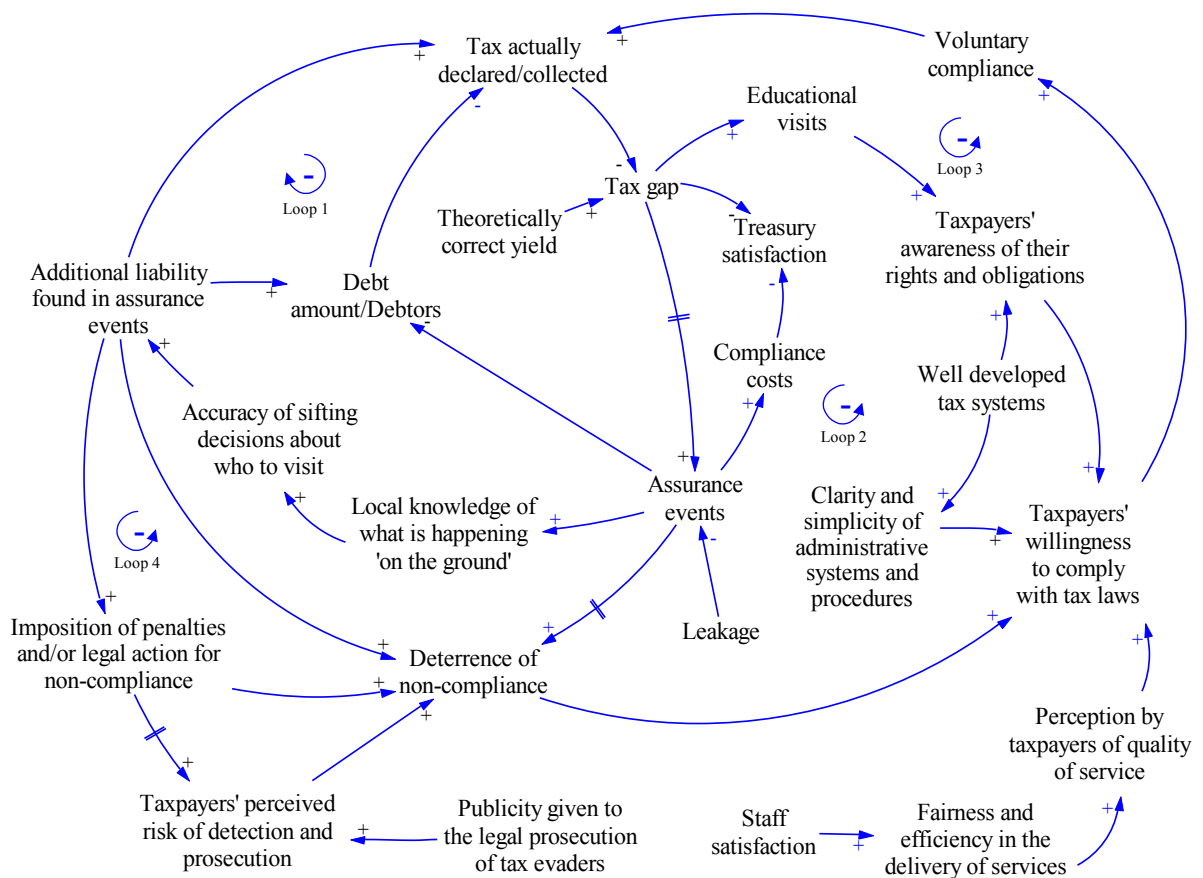 Tax actually
declared/collected
Voluntary
compliance
+
+
-
+
Educational
visits
+
-
Loop 3
-
Loop 1
-
Tax gap
+
Theoretically
correct yield
+
-
Treasury
satisfaction
Taxpayers'
awareness of their
rights and obligations
Additional liability
found in assurance
events
+
Debt
amount/Debtors
-
-
+
+
Compliance
costs
+
Well developed
tax systems
-
Loop 2
Accuracy of sifting
decisions about
who to visit
+
+
+
Assurance
events
+
Clarity and
simplicity of
administrative
systems and
procedures
+
Taxpayers'
willingness
to comply
with tax laws
Local knowledge of
what is happening
'on the ground'
+
-
-
Loop 4
+
Imposition of penalties
and/or legal action for
non-compliance
+
+
Leakage
+
+
Deterrence of
non-compliance
+
+
+
Perception by
taxpayers of quality
of service
+
Taxpayers' perceived
risk of detection and
prosecution
+
Publicity given to
the legal prosecution
of tax evaders
Staff
satisfaction
+
Fairness and
efficiency in the
delivery of services
+